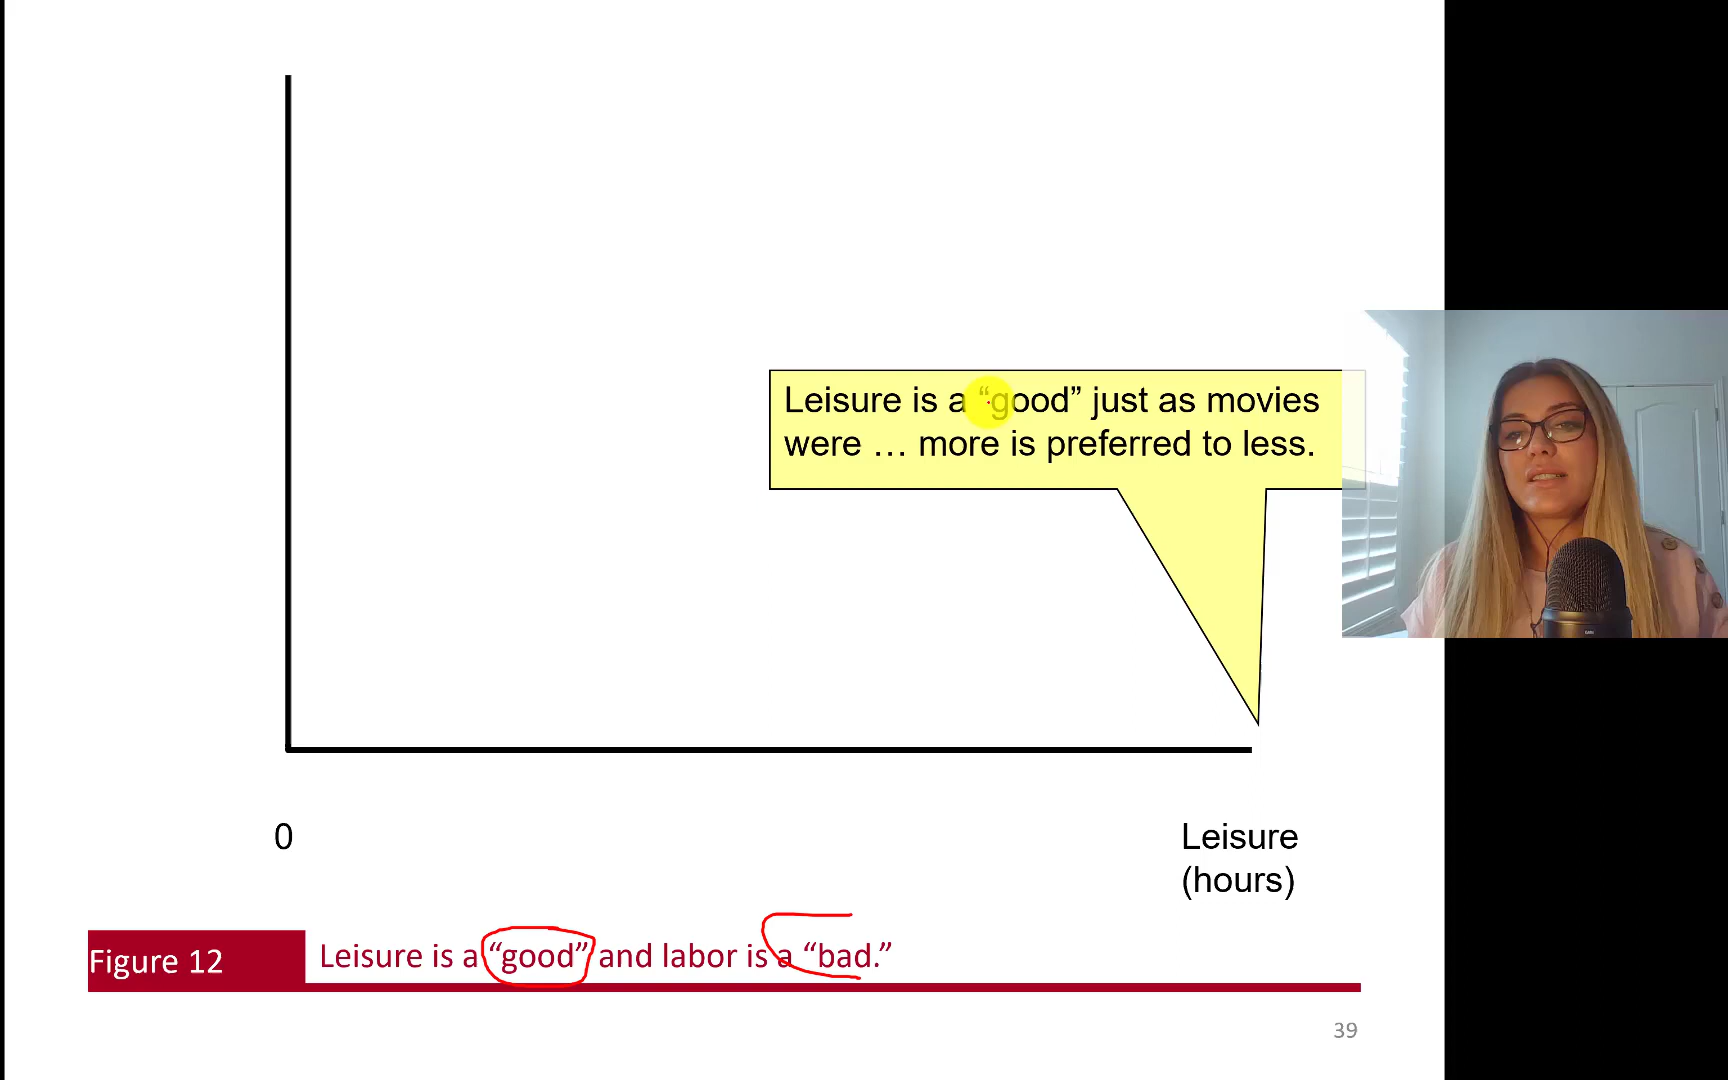 Leisure is a “good” just as movies
were … more is preferred to less.
0
Leisure
(hours)
Figure 12
Leisure is a “good” and labor is a “bad.”
39